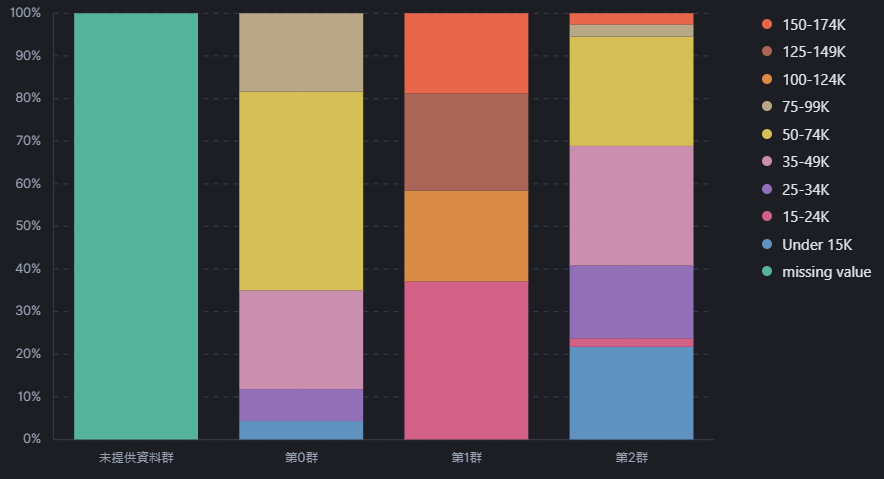 100%
90%
80%
70%
60%
50%
40%
30%
20%
10%
0%
未提供資料群
第0群
第1群
第2群
150-174K
125-149K
100-124K
75-99K
50-74K
35-49K
25-34K
15-24K
Under 15K
missing value